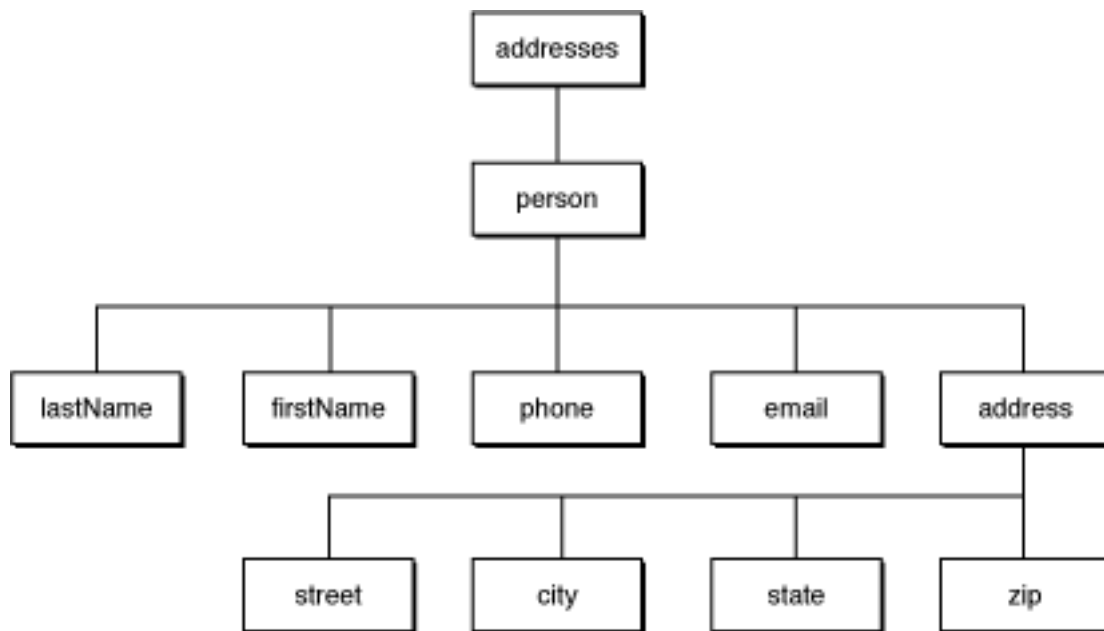 addresses
person
lastName firstName phone email address
street city state zip